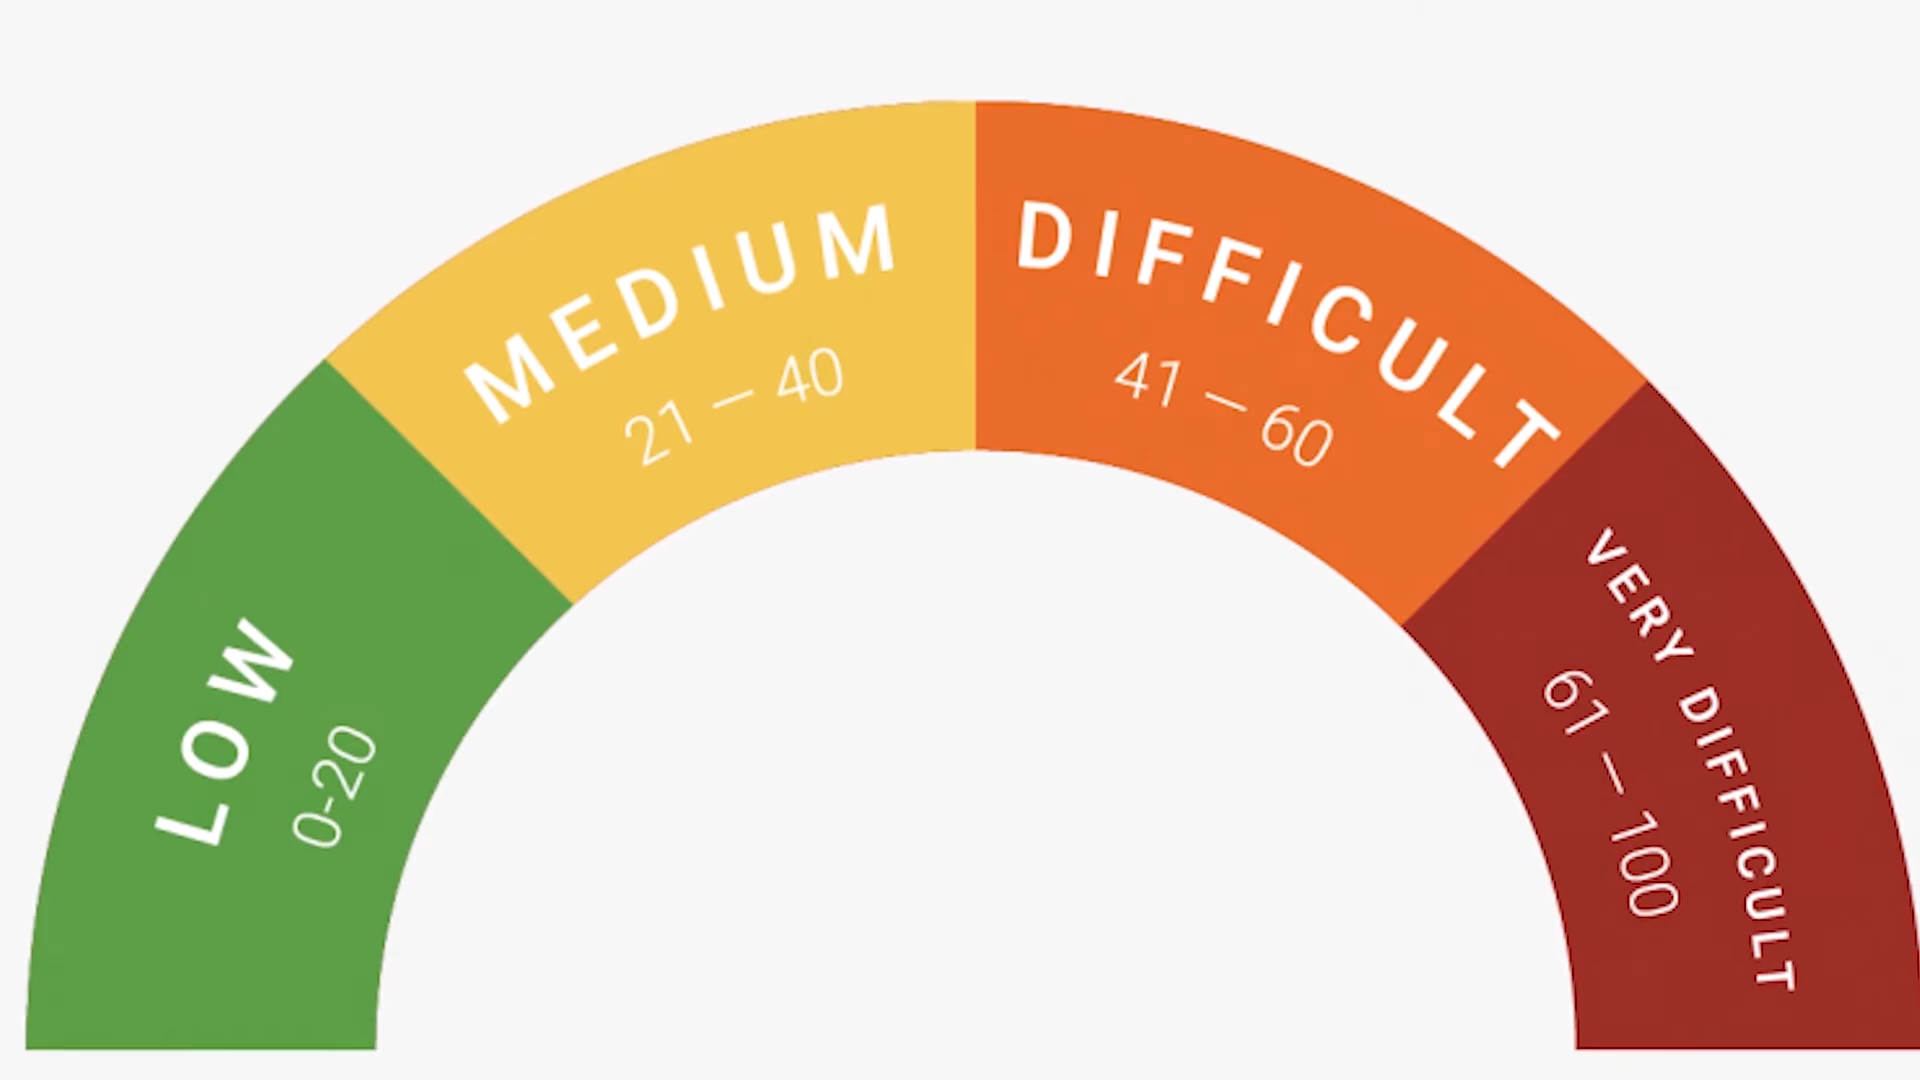 LOW
0-20
MEDIUM
21 — 40
DIFFICULT
41 — 60
VERY DIFFICULT
61 — 100